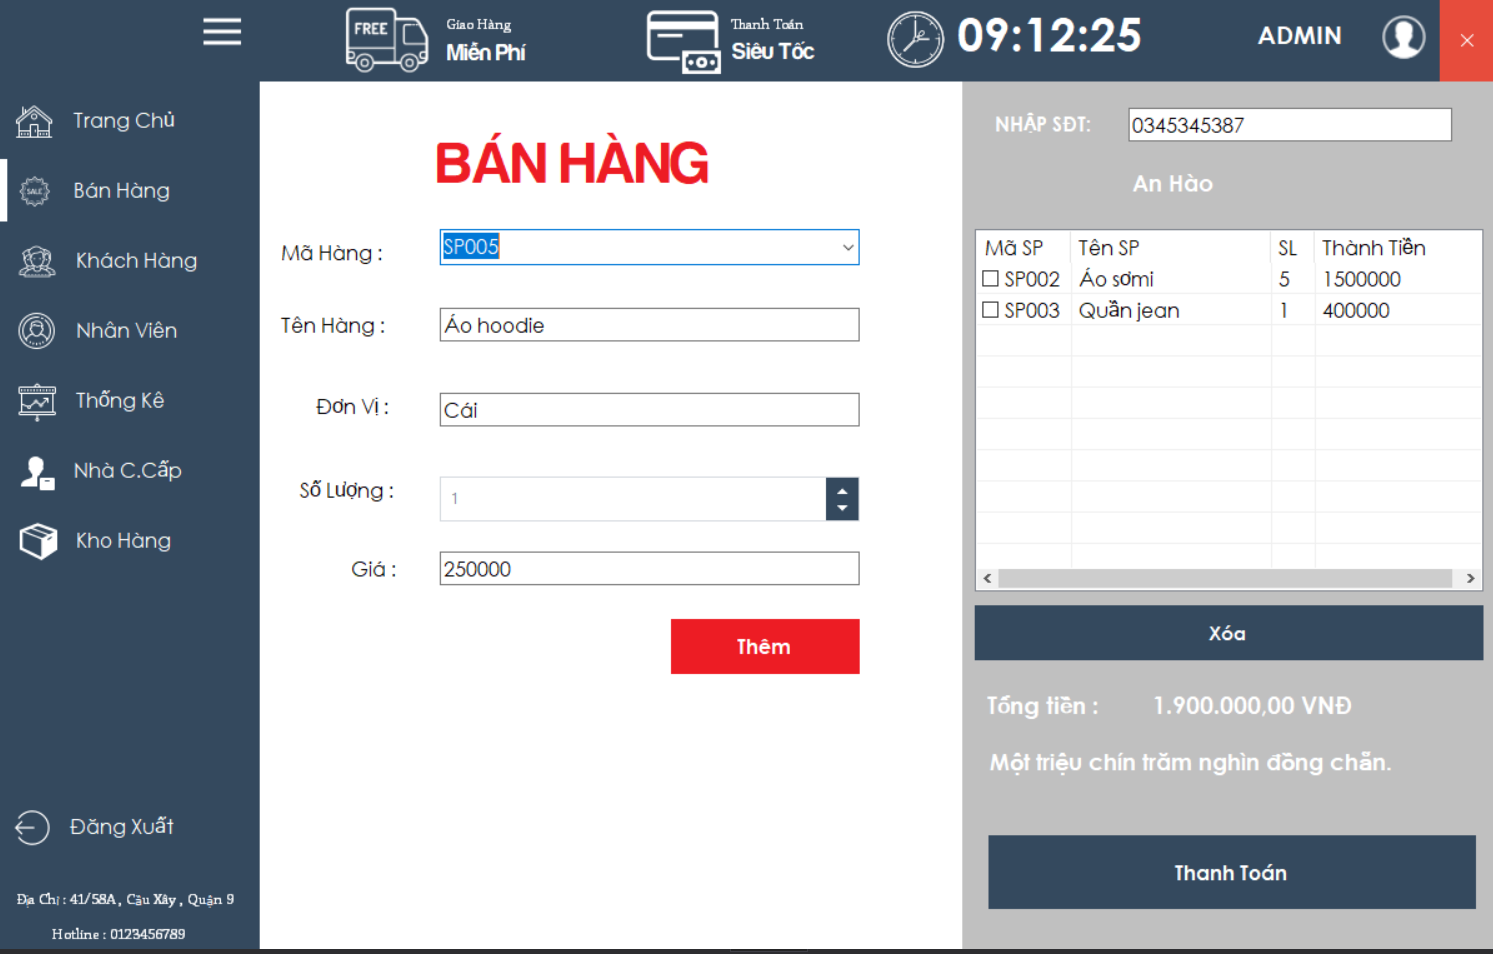 FREE
Giao Hàng
Miễn Phí
Thanh Toán
Siêu Tốc
09:12:25
ADMIN
Trang Chủ
SALE
Bán Hàng
Khách Hàng
Nhân Viên
Thống Kê
Nhà C.Cấp
Kho Hàng
Đăng Xuất
Địa Chỉ : 41/58A , Cầu Xây , Quận 9
Hotline : 0123456789
BÁN HÀNG
Mã Hàng :
SP005
Tên Hàng :
Áo hoodie
Đơn Vị :
Cái
Số Lượng :
1
Giá :
250000
Thêm
NHẬP SĐT:
0345345387
An Hào
Mã SP Tên SP SL Thành Tiền
SP002 Áo sơmi 5 1500000
SP003 Quần jean 1 400000
Xóa
Tổng tiền : 1.900.000,00 VNĐ
Một triệu chín trăm nghìn đồng chẵn.
Thanh Toán